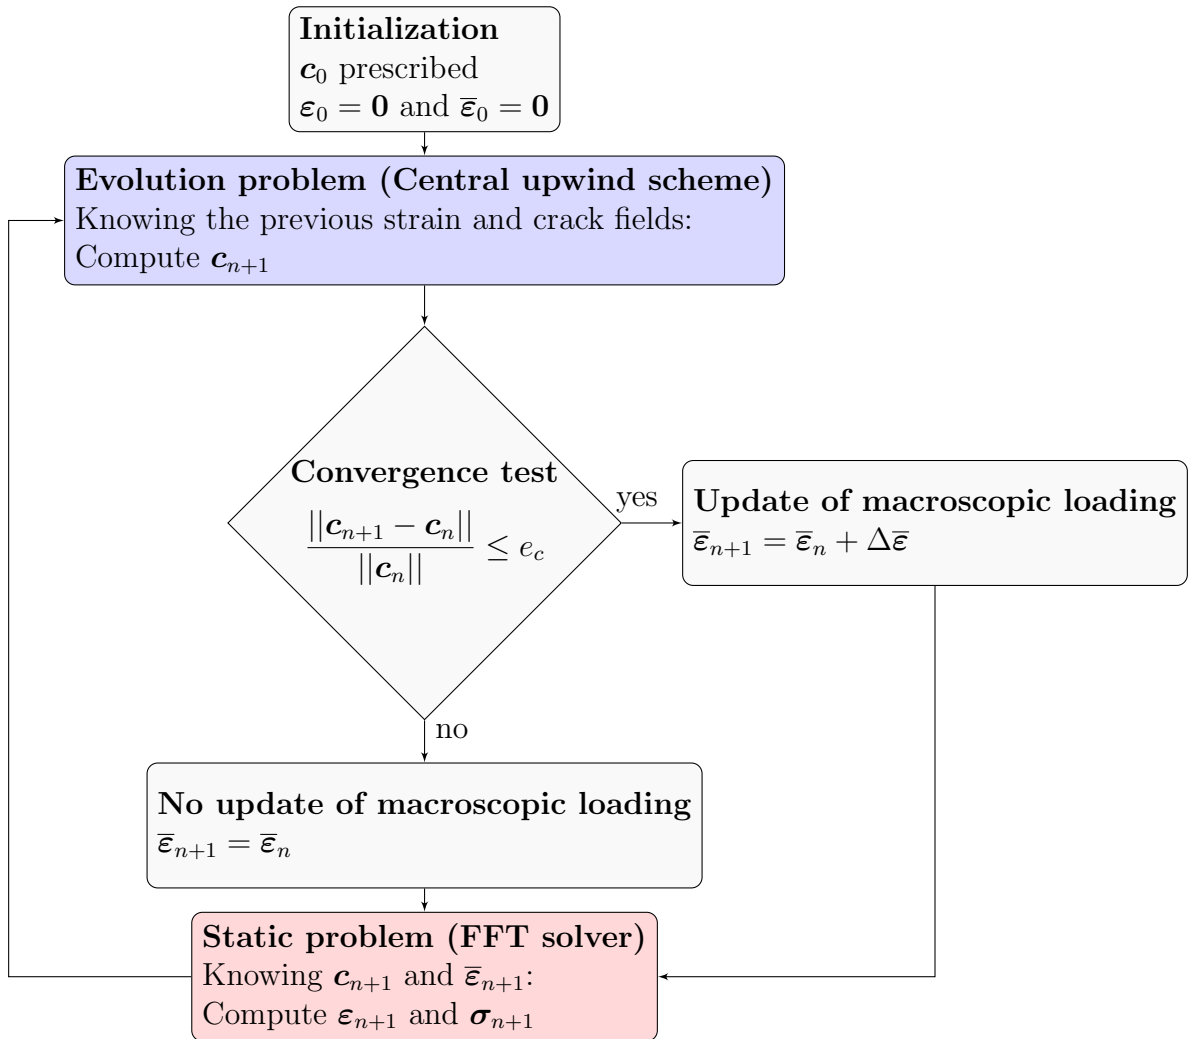 Initialization
𝒄₀ prescribed
𝜺₀ = 𝟎 and 𝜺̅₀ = 𝟎
Evolution problem (Central upwind scheme)
Knowing the previous strain and crack fields:
Compute 𝒄ₙ₊₁
Convergence test
||𝒄ₙ₊₁ − 𝒄ₙ||
||𝒄ₙ||
≤ e_c
yes
Update of macroscopic loading
𝜺̅ₙ₊₁ = 𝜺̅ₙ + Δ𝜺̅
no
No update of macroscopic loading
𝜺̅ₙ₊₁ = 𝜺̅ₙ
Static problem (FFT solver)
Knowing 𝒄ₙ₊₁ and 𝜺̅ₙ₊₁:
Compute 𝜺ₙ₊₁ and 𝝈ₙ₊₁